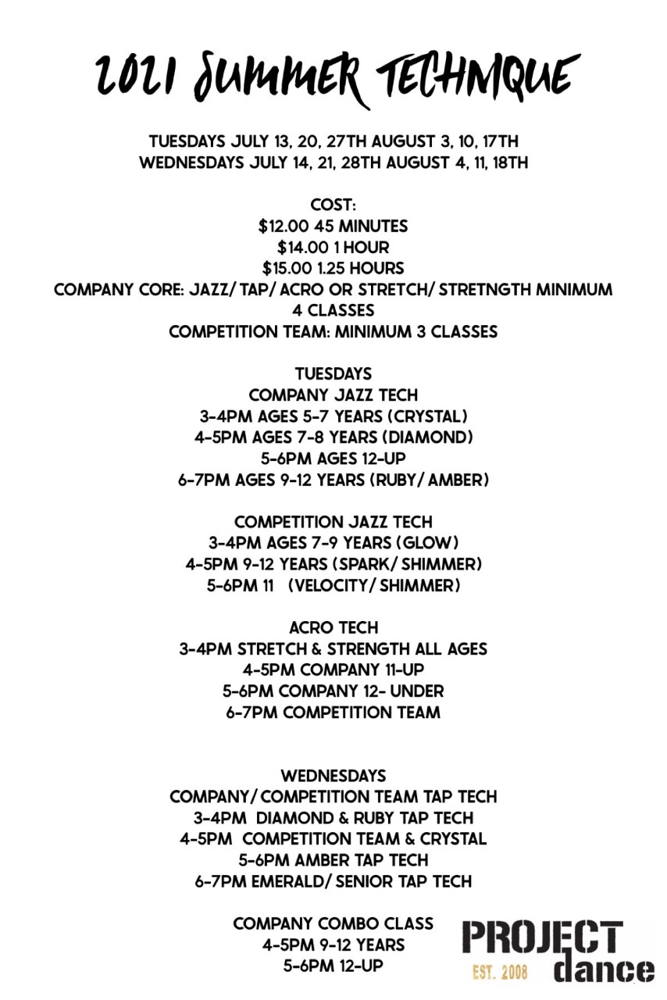 2021 SUMMER TECHNIQUE
TUESDAYS JULY 13, 20, 27TH AUGUST 3, 10, 17TH
WEDNESDAYS JULY 14, 21, 28TH AUGUST 4, 11, 18TH
COST:
$12.00 45 MINUTES
$14.00 1 HOUR
$15.00 1.25 HOURS
COMPANY CORE: JAZZ/ TAP/ ACRO OR STRETCH/ STRETNGTH MINIMUM
4 CLASSES
COMPETITION TEAM: MINIMUM 3 CLASSES
TUESDAYS
COMPANY JAZZ TECH
3-4PM AGES 5-7 YEARS (CRYSTAL)
4-5PM AGES 7-8 YEARS (DIAMOND)
5-6PM AGES 12-UP
6-7PM AGES 9-12 YEARS (RUBY/ AMBER)
COMPETITION JAZZ TECH
3-4PM AGES 7-9 YEARS (GLOW)
4-5PM 9-12 YEARS (SPARK/ SHIMMER)
5-6PM 11 (VELOCITY/ SHIMMER)
ACRO TECH
3-4PM STRETCH & STRENGTH ALL AGES
4-5PM COMPANY 11-UP
5-6PM COMPANY 12- UNDER
6-7PM COMPETITION TEAM
WEDNESDAYS
COMPANY/ COMPETITION TEAM TAP TECH
3-4PM DIAMOND & RUBY TAP TECH
4-5PM COMPETITION TEAM & CRYSTAL
5-6PM AMBER TAP TECH
6-7PM EMERALD/ SENIOR TAP TECH
COMPANY COMBO CLASS
4-5PM 9-12 YEARS
5-6PM 12-UP
PROJECT
EST. 2008 dance